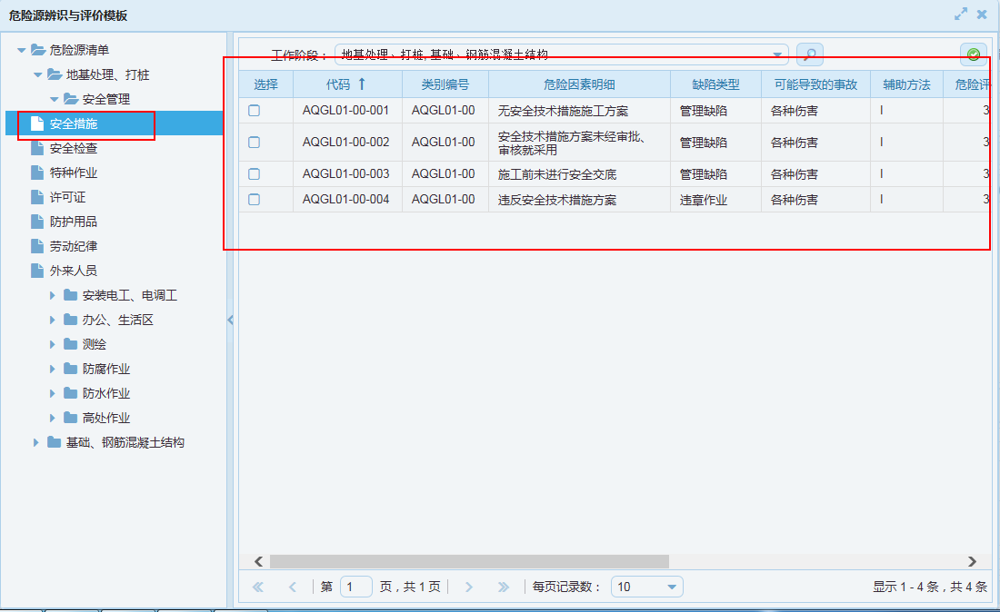 危险源辨识与评价模板
危险源清单
地基处理、打桩
安全管理
安全措施
安全检查
特种作业
许可证
防护用品
劳动纪律
外来人员
安装电工、电调工
办公、生活区
测绘
防腐作业
防水作业
高处作业
基础、钢筋混凝土结构
工作阶段： 地基处理、打桩,基础、钢筋混凝土结构
选择 代码 ↑ 类别编号 危险因素明细 缺陷类型 可能导致的事故 辅助方法 危险评
AQGL01-00-001 AQGL01-00 无安全技术措施施工方案 管理缺陷 各种伤害 I 3
AQGL01-00-002 AQGL01-00 安全技术措施方案未经审批、 管理缺陷 各种伤害 I 3
审核就采用
AQGL01-00-003 AQGL01-00 施工前未进行安全交底 管理缺陷 各种伤害 I 3
AQGL01-00-004 AQGL01-00 违反安全技术措施方案 违章作业 各种伤害 I 3
第 1 页，共 1 页 每页记录数： 10 显示 1 - 4 条，共 4 条